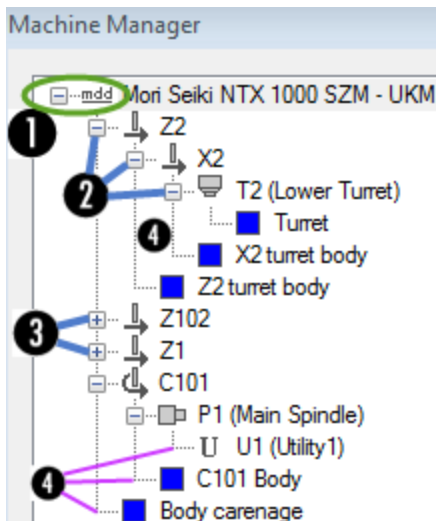 Machine Manager
mdd Mori Seiki NTX 1000 SZM - UKM
1 Z2
X2
2 T2 (Lower Turret)
4 Turret
X2 turret body
Z2 turret body
3 Z102
Z1
C101
P1 (Main Spindle)
U U1 (Utility1)
4 C101 Body
Body carenage